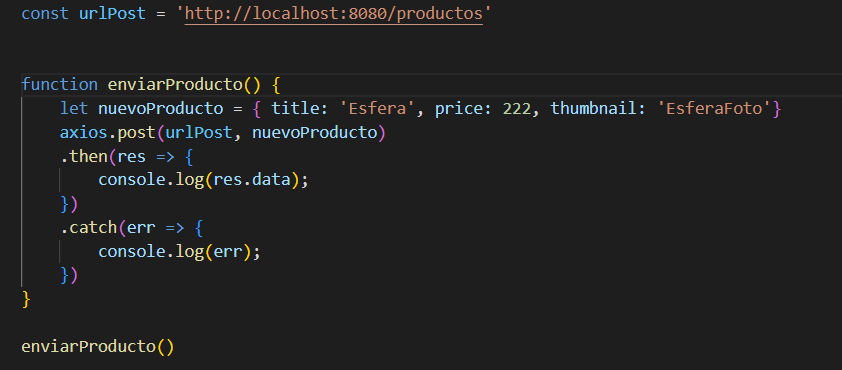 const urlPost = 'http://localhost:8080/productos'
function enviarProducto() {
let nuevoProducto = { title: 'Esfera', price: 222, thumbnail: 'EsferaFoto'}
axios.post(urlPost, nuevoProducto)
.then(res => {
console.log(res.data);
})
.catch(err => {
console.log(err);
})
}
enviarProducto()